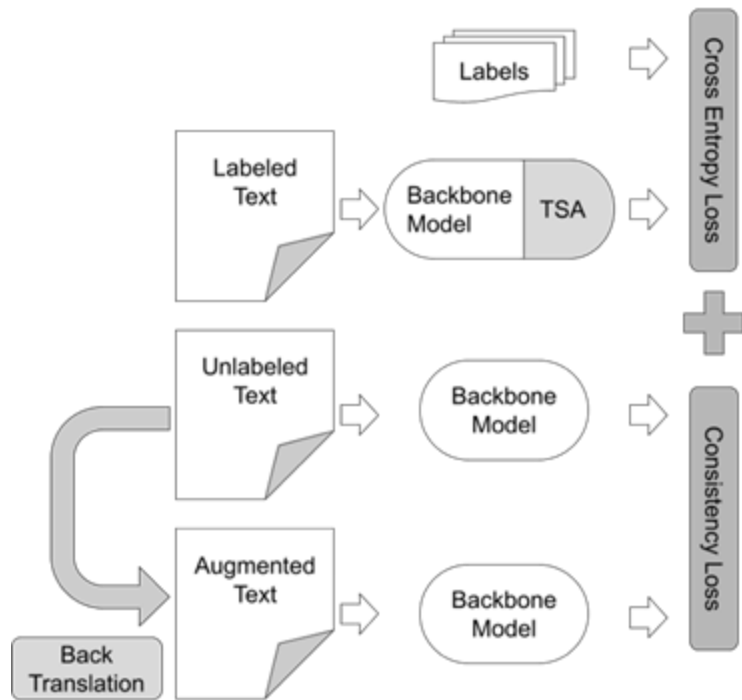 Labels
Cross Entropy Loss
Labeled
Text
Backbone
Model
TSA
Unlabeled
Text
Backbone
Model
Consistency Loss
Augmented
Text
Backbone
Model
Back
Translation